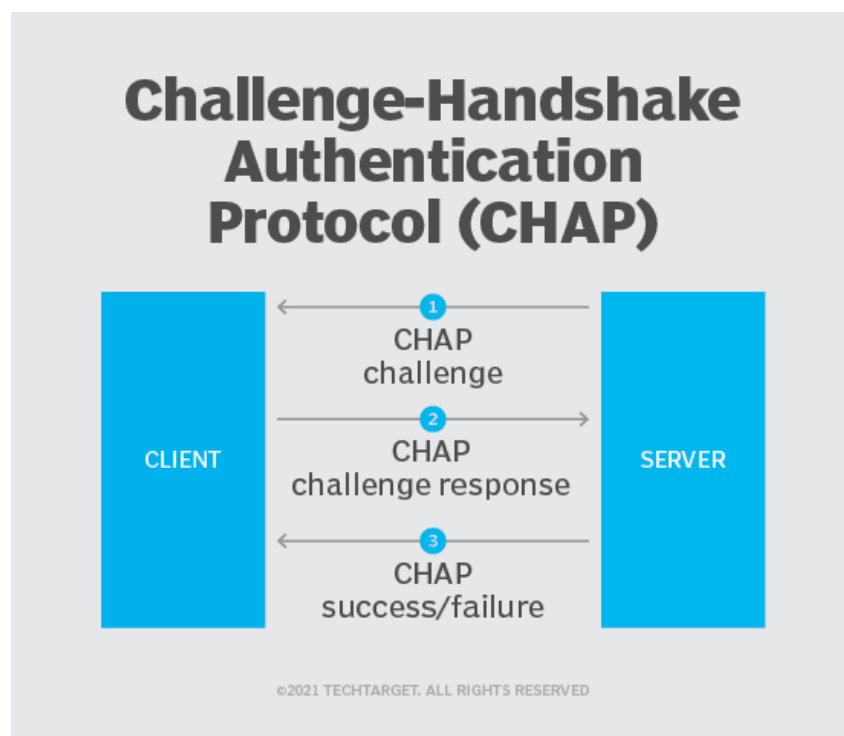 Challenge-Handshake
Authentication
Protocol (CHAP)
1
CHAP
challenge
2
CHAP
challenge response
3
CHAP
success/failure
CLIENT
SERVER
©2021 TECHTARGET. ALL RIGHTS RESERVED